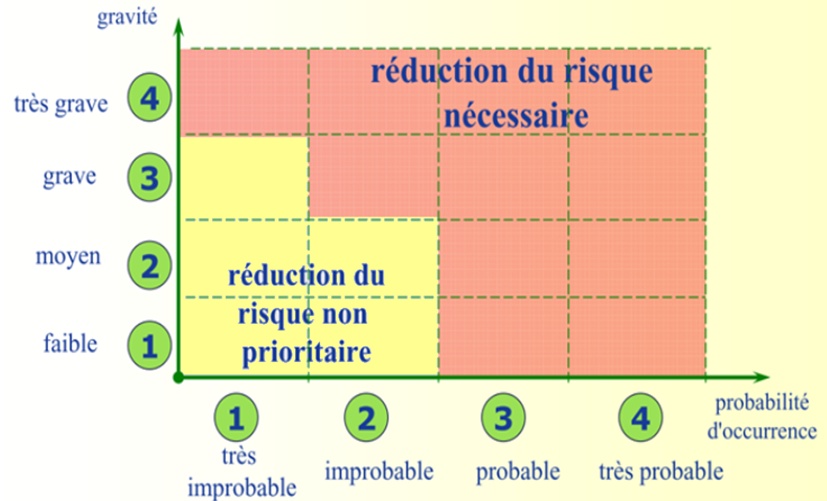 gravité
réduction du risque
nécessaire
très grave
4
grave
3
moyen
2
réduction du
risque non
prioritaire
faible
1
1
2
3
4
probabilité
d'occurrence
très
improbable
improbable
probable
très probable